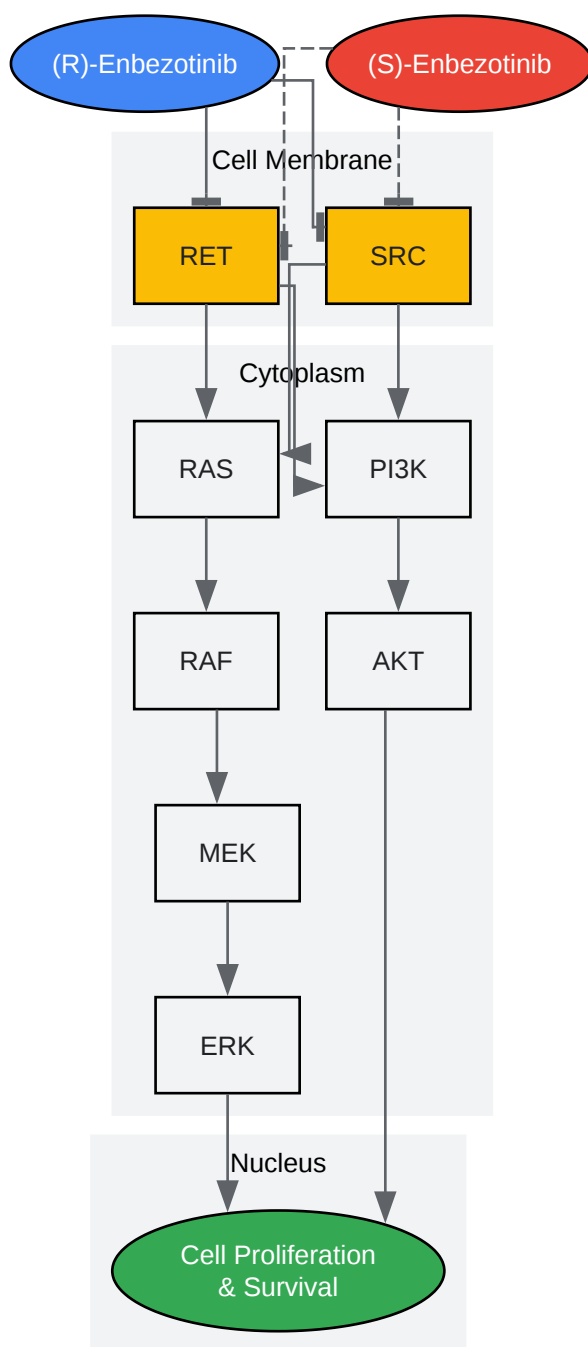 (R)-Enbezotinib
(S)-Enbezotinib
Cell Membrane
RET
SRC
Cytoplasm
RAS
PI3K
RAF
AKT
MEK
ERK
Nucleus
Cell Proliferation
& Survival